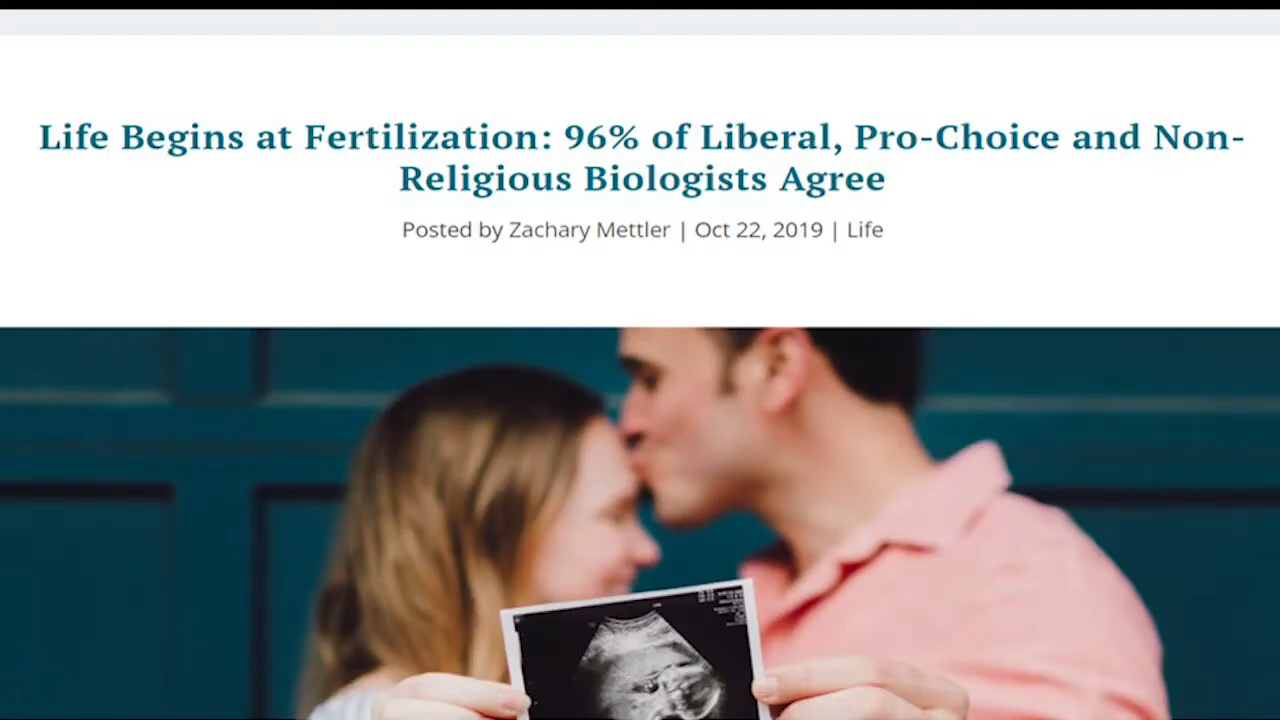 Life Begins at Fertilization: 96% of Liberal, Pro-Choice and Non-
Religious Biologists Agree
Posted by Zachary Mettler | Oct 22, 2019 | Life